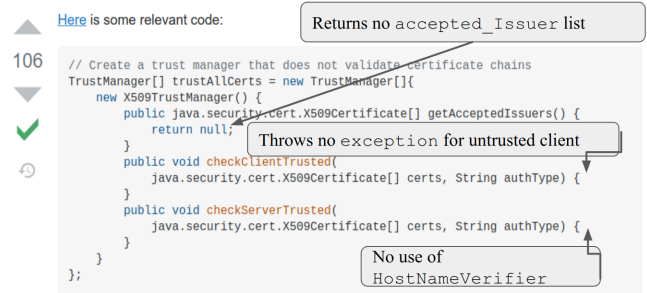 Here is some relevant code:
Returns no accepted_Issuer list
106
// Create a trust manager that does not validate certificate chains
TrustManager[] trustAllCerts = new TrustManager[]{
new X509TrustManager() {
public java.security.cert.X509Certificate[] getAcceptedIssuers() {
return null;
Throws no exception for untrusted client
}
public void checkClientTrusted(
java.security.cert.X509Certificate[] certs, String authType) {
}
public void checkServerTrusted(
java.security.cert.X509Certificate[] certs, String authType) {
}
No use of
HostNameVerifier
}
};